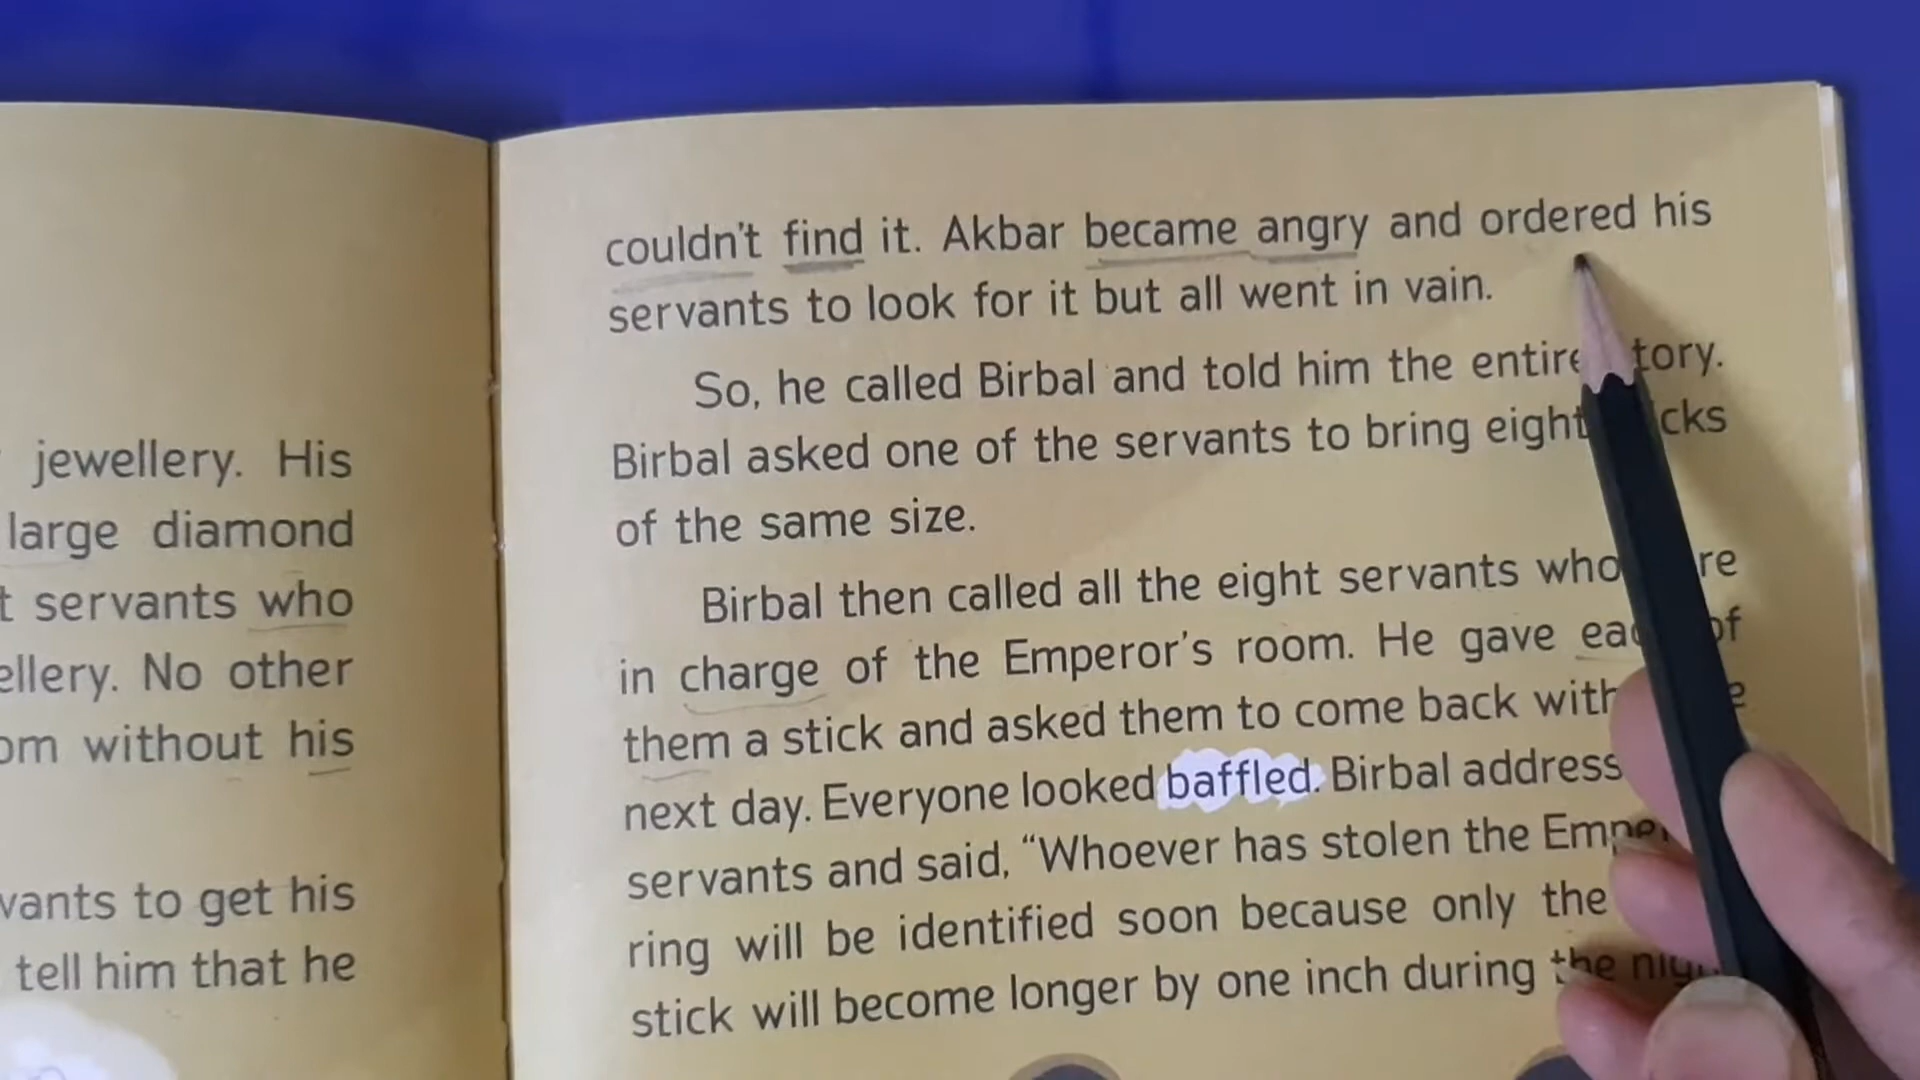 jewellery. His
large diamond
servants who
No other
without his
to get his
tell him that he
couldn't find it. Akbar became angry and ordered his
servants to look for it but all went in vain.
So, he called Birbal and told him the entire
Birbal asked one of the servants to bring eight
of the same size.
Birbal then called all the eight servants who
in charge of the Emperor's room. He gave of
them a stick and asked them to come back with
next day. Everyone looked baffled. Birbal
servants and said, “Whoever has stolen the
ring will be identified soon because only the
stick will become longer by one inch during the